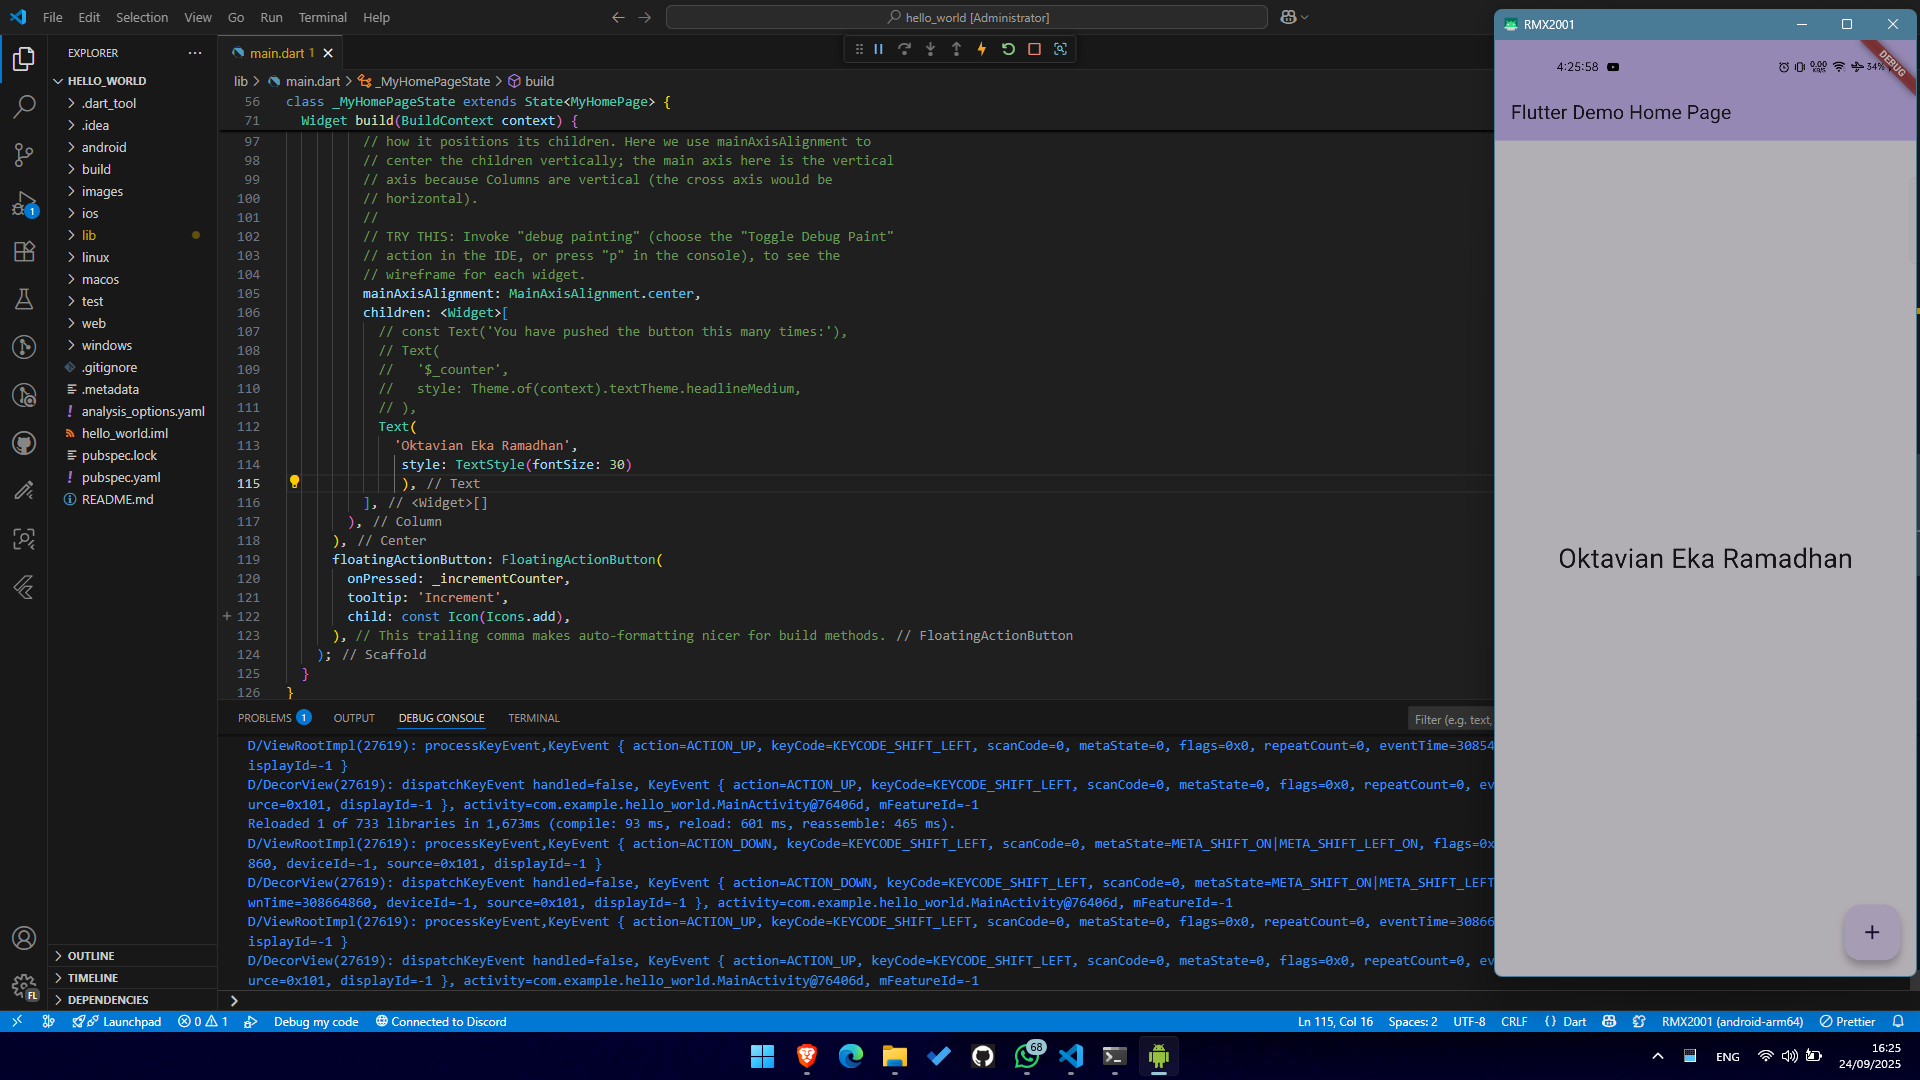 File Edit Selection View Go Run Terminal Help
hello_world [Administrator]
EXPLORER
HELLO_WORLD
.dart_tool
.idea
android
build
images
ios
lib
linux
macos
test
web
windows
.gitignore
.metadata
analysis_options.yaml
hello_world.iml
pubspec.lock
pubspec.yaml
README.md
OUTLINE
TIMELINE
DEPENDENCIES
main.dart 1
lib > main.dart > _MyHomePageState > build
56 class _MyHomePageState extends State<MyHomePage> {
71 Widget build(BuildContext context) {
97 // how it positions its children. Here we use mainAxisAlignment to
98 // center the children vertically; the main axis here is the vertical
99 // axis because Columns are vertical (the cross axis would be
100 // horizontal).
101 //
102 // TRY THIS: Invoke "debug painting" (choose the "Toggle Debug Paint"
103 // action in the IDE, or press "p" in the console), to see the
104 // wireframe for each widget.
105 mainAxisAlignment: MainAxisAlignment.center,
106 children: <Widget>[
107 // const Text('You have pushed the button this many times:'),
108 // Text(
109 //   '$_counter',
110 //   style: Theme.of(context).textTheme.headlineMedium,
111 // ),
112 Text(
113 'Oktavian Eka Ramadhan',
114 style: TextStyle(fontSize: 30)
115 ), // Text
116 ], // <Widget>[]
117 ), // Column
118 ), // Center
119 floatingActionButton: FloatingActionButton(
120 onPressed: _incrementCounter,
121 tooltip: 'Increment',
122 child: const Icon(Icons.add),
123 ), // This trailing comma makes auto-formatting nicer for build methods. // FloatingActionButton
124 ); // Scaffold
125 }
126 }
PROBLEMS 1 OUTPUT DEBUG CONSOLE TERMINAL
Filter (e.g. text,
D/ViewRootImpl(27619): processKeyEvent,KeyEvent { action=ACTION_UP, keyCode=KEYCODE_SHIFT_LEFT, scanCode=0, metaState=0, flags=0x0, repeatCount=0, eventTime=30854
isplayId=-1 }
D/DecorView(27619): dispatchKeyEvent handled=false, KeyEvent { action=ACTION_UP, keyCode=KEYCODE_SHIFT_LEFT, scanCode=0, metaState=0, flags=0x0, repeatCount=0, ev
urce=0x101, displayId=-1 }, activity=com.example.hello_world.MainActivity@76406d, mFeatureId=-1
Reloaded 1 of 733 libraries in 1,673ms (compile: 93 ms, reload: 601 ms, reassemble: 465 ms).
D/ViewRootImpl(27619): processKeyEvent,KeyEvent { action=ACTION_DOWN, keyCode=KEYCODE_SHIFT_LEFT, scanCode=0, metaState=META_SHIFT_ON|META_SHIFT_LEFT_ON, flags=0x
860, deviceId=-1, source=0x101, displayId=-1 }
D/DecorView(27619): dispatchKeyEvent handled=false, KeyEvent { action=ACTION_DOWN, keyCode=KEYCODE_SHIFT_LEFT, scanCode=0, metaState=META_SHIFT_ON|META_SHIFT_LEFT
wnTime=308664860, deviceId=-1, source=0x101, displayId=-1 }, activity=com.example.hello_world.MainActivity@76406d, mFeatureId=-1
D/ViewRootImpl(27619): processKeyEvent,KeyEvent { action=ACTION_UP, keyCode=KEYCODE_SHIFT_LEFT, scanCode=0, metaState=0, flags=0x0, repeatCount=0, eventTime=30866
isplayId=-1 }
D/DecorView(27619): dispatchKeyEvent handled=false, KeyEvent { action=ACTION_UP, keyCode=KEYCODE_SHIFT_LEFT, scanCode=0, metaState=0, flags=0x0, repeatCount=0, ev
urce=0x101, displayId=-1 }, activity=com.example.hello_world.MainActivity@76406d, mFeatureId=-1
RMX2001
4:25:58
0.00 KB/S 34%
DEBUG
Flutter Demo Home Page
Oktavian Eka Ramadhan
+
1
FL
Launchpad 0 1 Debug my code Connected to Discord
Ln 115, Col 16 Spaces: 2 UTF-8 CRLF {} Dart RMX2001 (android-arm64) Prettier
68
ENG
16:25
24/09/2025